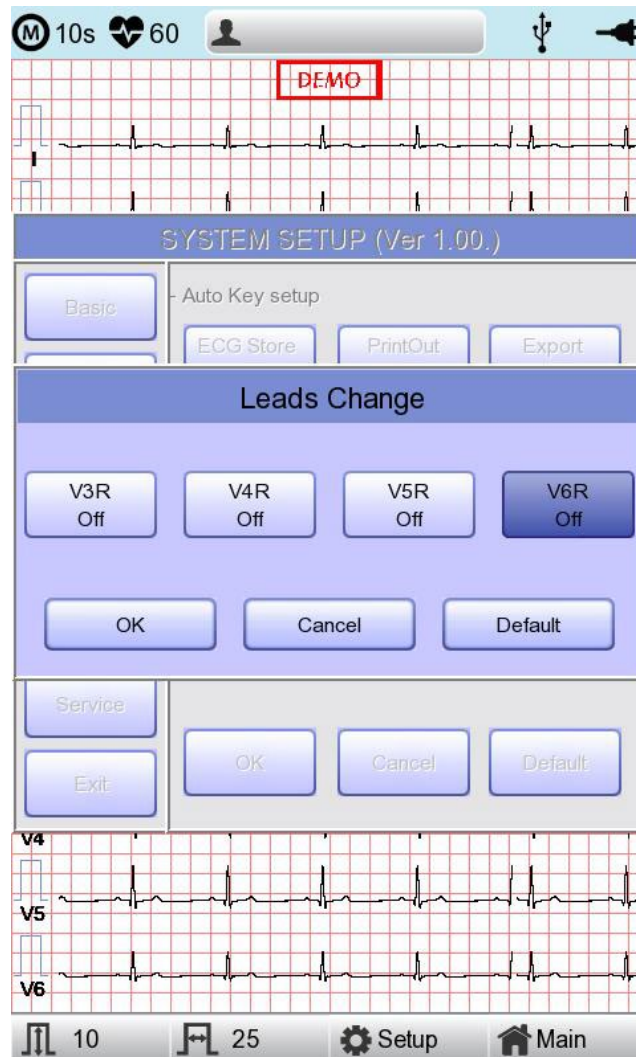 M 10s 60
DEMO
I
SYSTEM SETUP (Ver 1.00.)
Basic
- Auto Key setup
ECG Store PrintOut Export
Leads Change
V3R Off
V4R Off
V5R Off
V6R Off
OK Cancel Default
Service
Exit
OK Cancel Default
V4
V5
V6
10 25 Setup Main